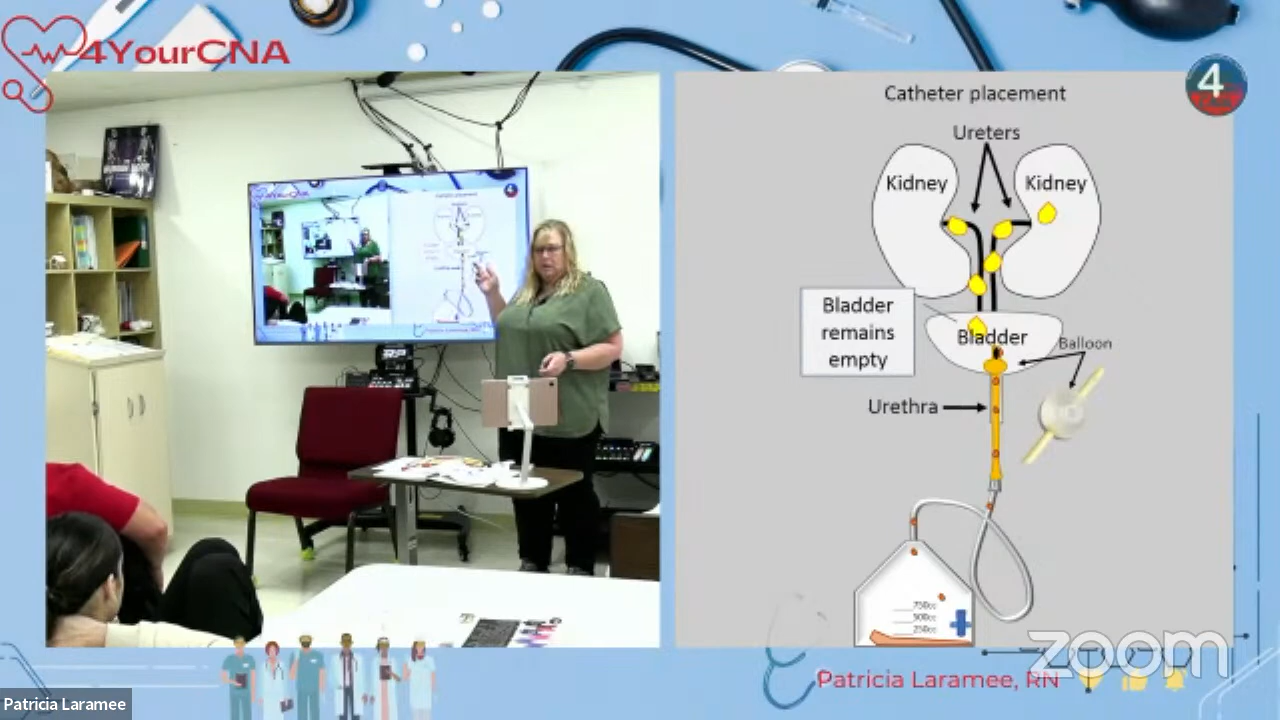 4YourCNA
4
Catheter placement
Ureters
Kidney
Kidney
Bladder
remains
empty
Bladder
Balloon
Urethra
750cc
500cc
250cc
zoom
Patricia Laramee, RN
Patricia Laramee